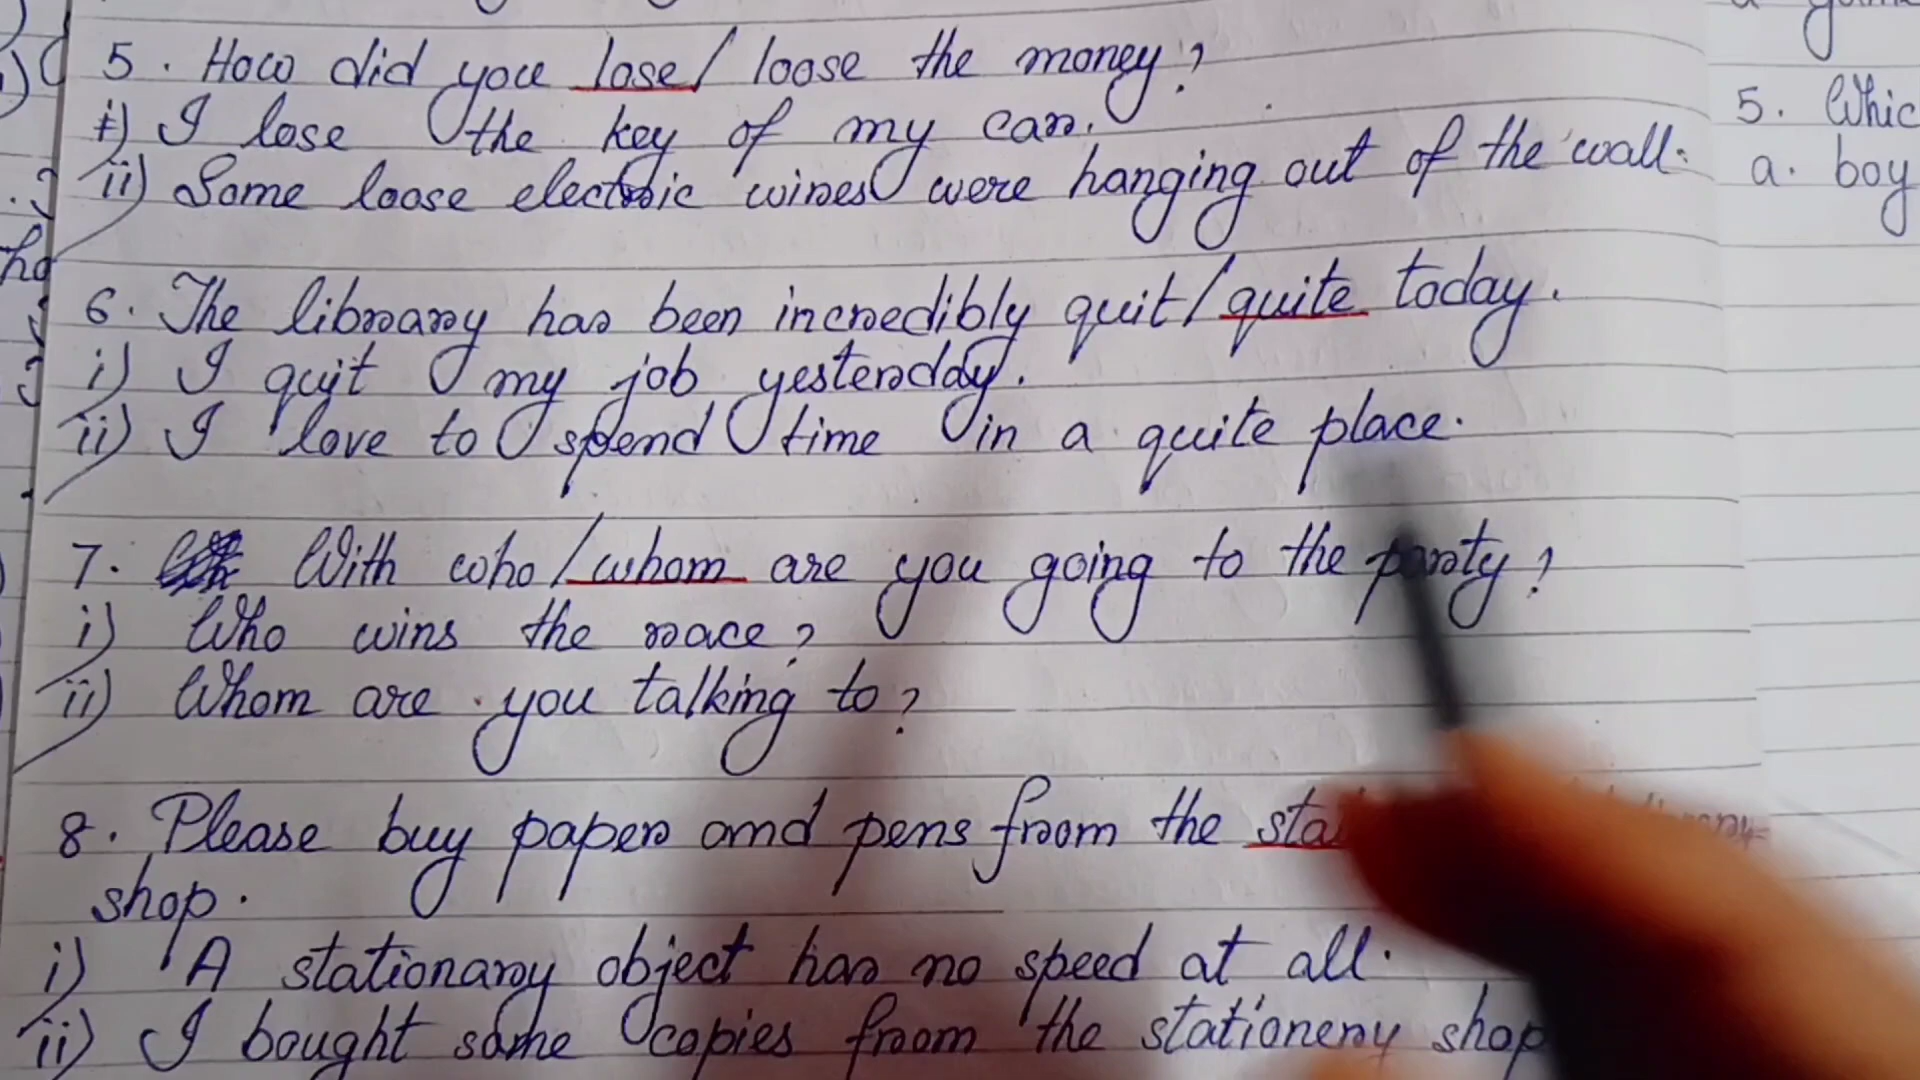 5. How did you lose/ loose the money?
i) I lose the key of my car.
ii) Some loose electric wires were hanging out of the wall.
6. The library has been incredibly quit/quite today.
i) I quit my job yesterday.
ii) I love to spend time in a quite place.
7. With who/whom are you going to the party?
i) Who wins the race?
ii) Whom are you talking to?
8. Please buy paper and pens from the
shop.
i) A stationary object has no speed at all.
ii) I bought some copies from the stationery shop
5. Whic
a. boy